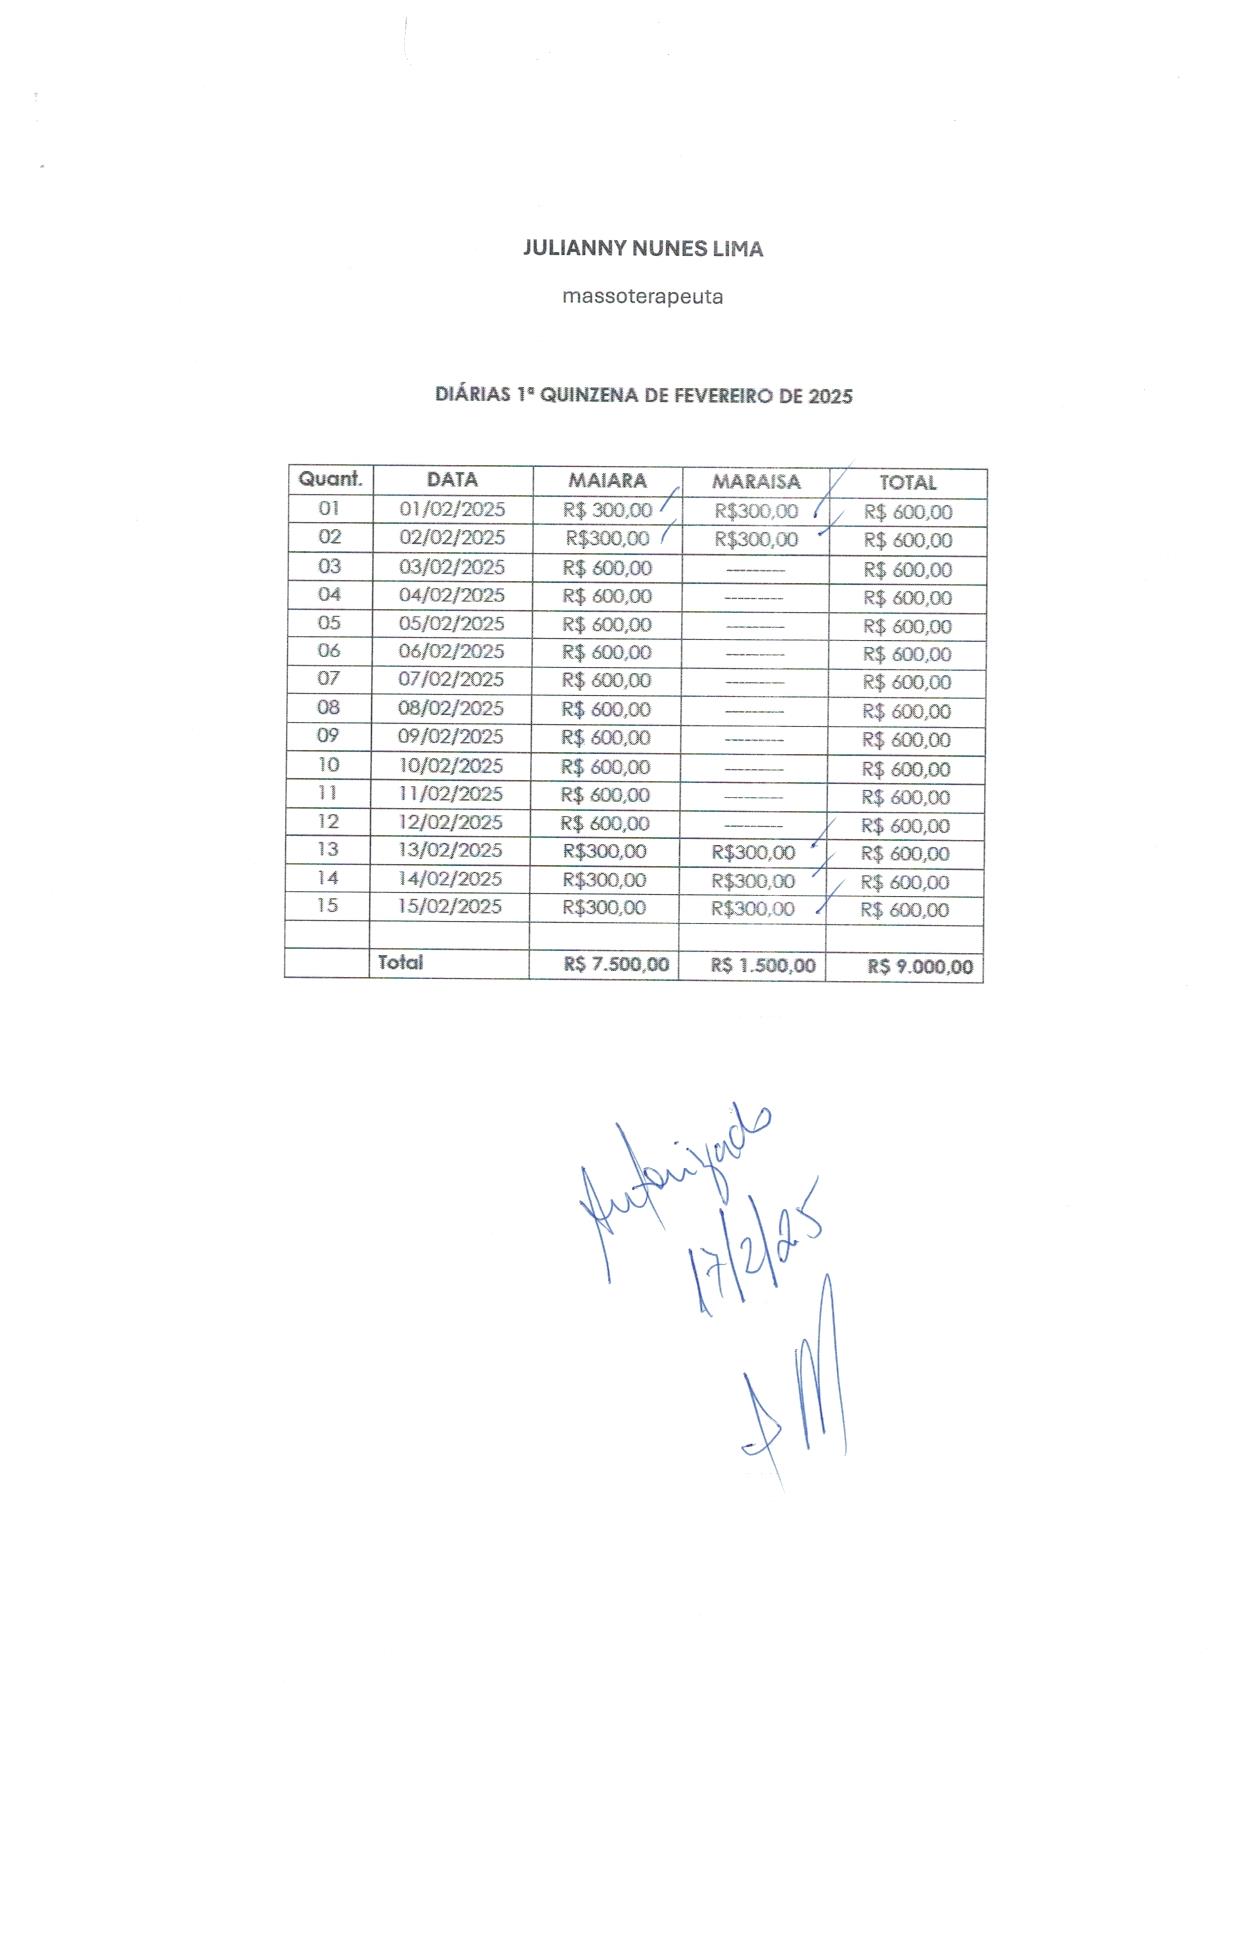 JULIANNY NUNES LIMA
massoterapeuta
DIÁRIAS 1ª QUINZENA DE FEVEREIRO DE 2025
Quant. DATA MAIARA MARAISA TOTAL
01 01/02/2025 R$ 300,00 R$300,00 R$ 600,00
02 02/02/2025 R$300,00 R$300,00 R$ 600,00
03 03/02/2025 R$ 600,00 --------- R$ 600,00
04 04/02/2025 R$ 600,00 --------- R$ 600,00
05 05/02/2025 R$ 600,00 --------- R$ 600,00
06 06/02/2025 R$ 600,00 --------- R$ 600,00
07 07/02/2025 R$ 600,00 --------- R$ 600,00
08 08/02/2025 R$ 600,00 --------- R$ 600,00
09 09/02/2025 R$ 600,00 --------- R$ 600,00
10 10/02/2025 R$ 600,00 --------- R$ 600,00
11 11/02/2025 R$ 600,00 --------- R$ 600,00
12 12/02/2025 R$ 600,00 --------- R$ 600,00
13 13/02/2025 R$300,00 R$300,00 R$ 600,00
14 14/02/2025 R$300,00 R$300,00 R$ 600,00
15 15/02/2025 R$300,00 R$300,00 R$ 600,00
Total R$ 7.500,00 R$ 1.500,00 R$ 9.000,00
Autorizado
17/2/25